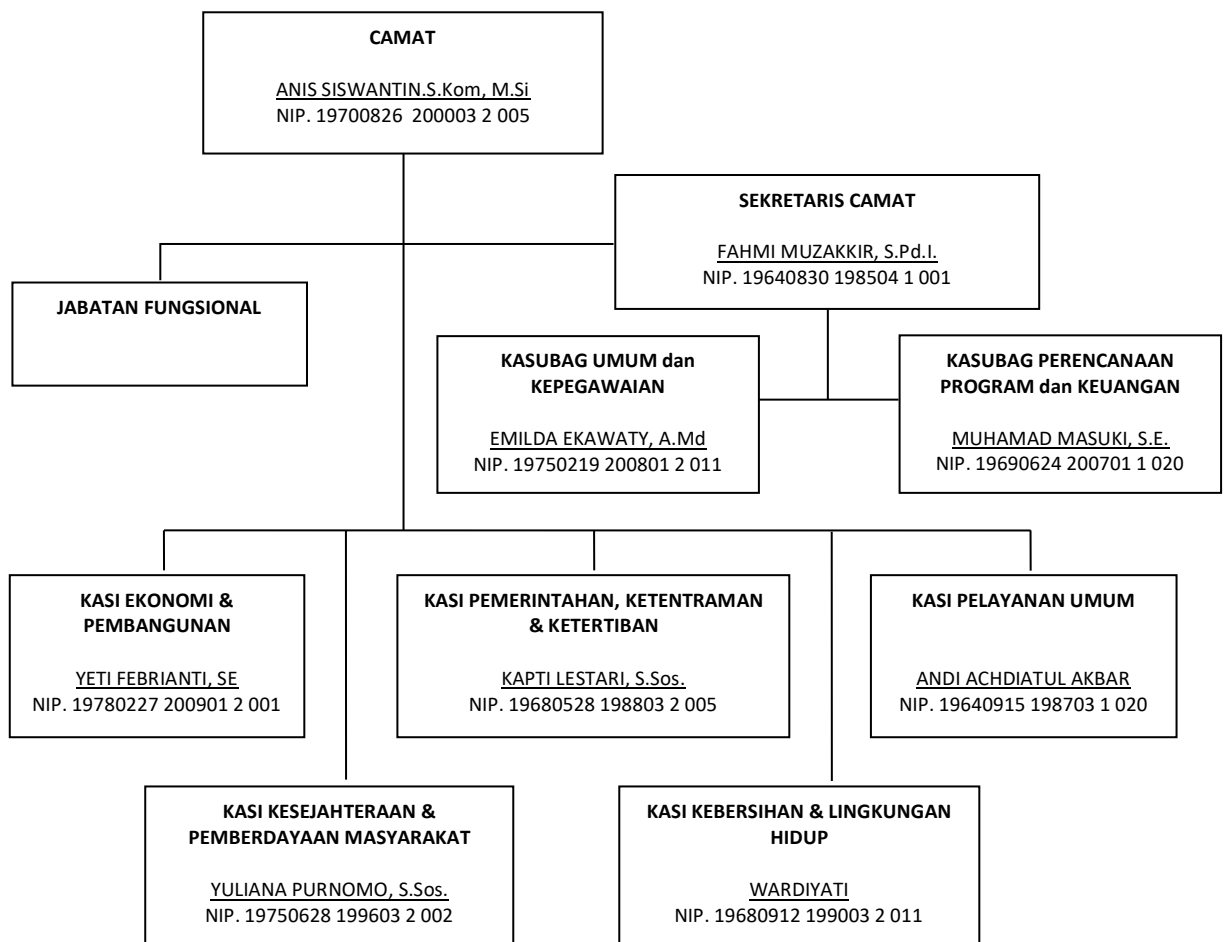 CAMAT
ANIS SISWANTIN.S.Kom, M.Si
NIP. 19700826  200003 2 005
SEKRETARIS CAMAT
FAHMI MUZAKKIR, S.Pd.I.
NIP. 19640830 198504 1 001
JABATAN FUNGSIONAL
KASUBAG UMUM dan
KEPEGAWAIAN
EMILDA EKAWATY, A.Md
NIP. 19750219 200801 2 011
KASUBAG PERENCANAAN
PROGRAM dan KEUANGAN
MUHAMAD MASUKI, S.E.
NIP. 19690624 200701 1 020
KASI EKONOMI &
PEMBANGUNAN
YETI FEBRIANTI, SE
NIP. 19780227 200901 2 001
KASI PEMERINTAHAN, KETENTRAMAN
& KETERTIBAN
KAPTI LESTARI, S.Sos.
NIP. 19680528 198803 2 005
KASI PELAYANAN UMUM
ANDI ACHDIATUL AKBAR
NIP. 19640915 198703 1 020
KASI KESEJAHTERAAN &
PEMBERDAYAAN MASYARAKAT
YULIANA PURNOMO, S.Sos.
NIP. 19750628 199603 2 002
KASI KEBERSIHAN & LINGKUNGAN
HIDUP
WARDIYATI
NIP. 19680912 199003 2 011